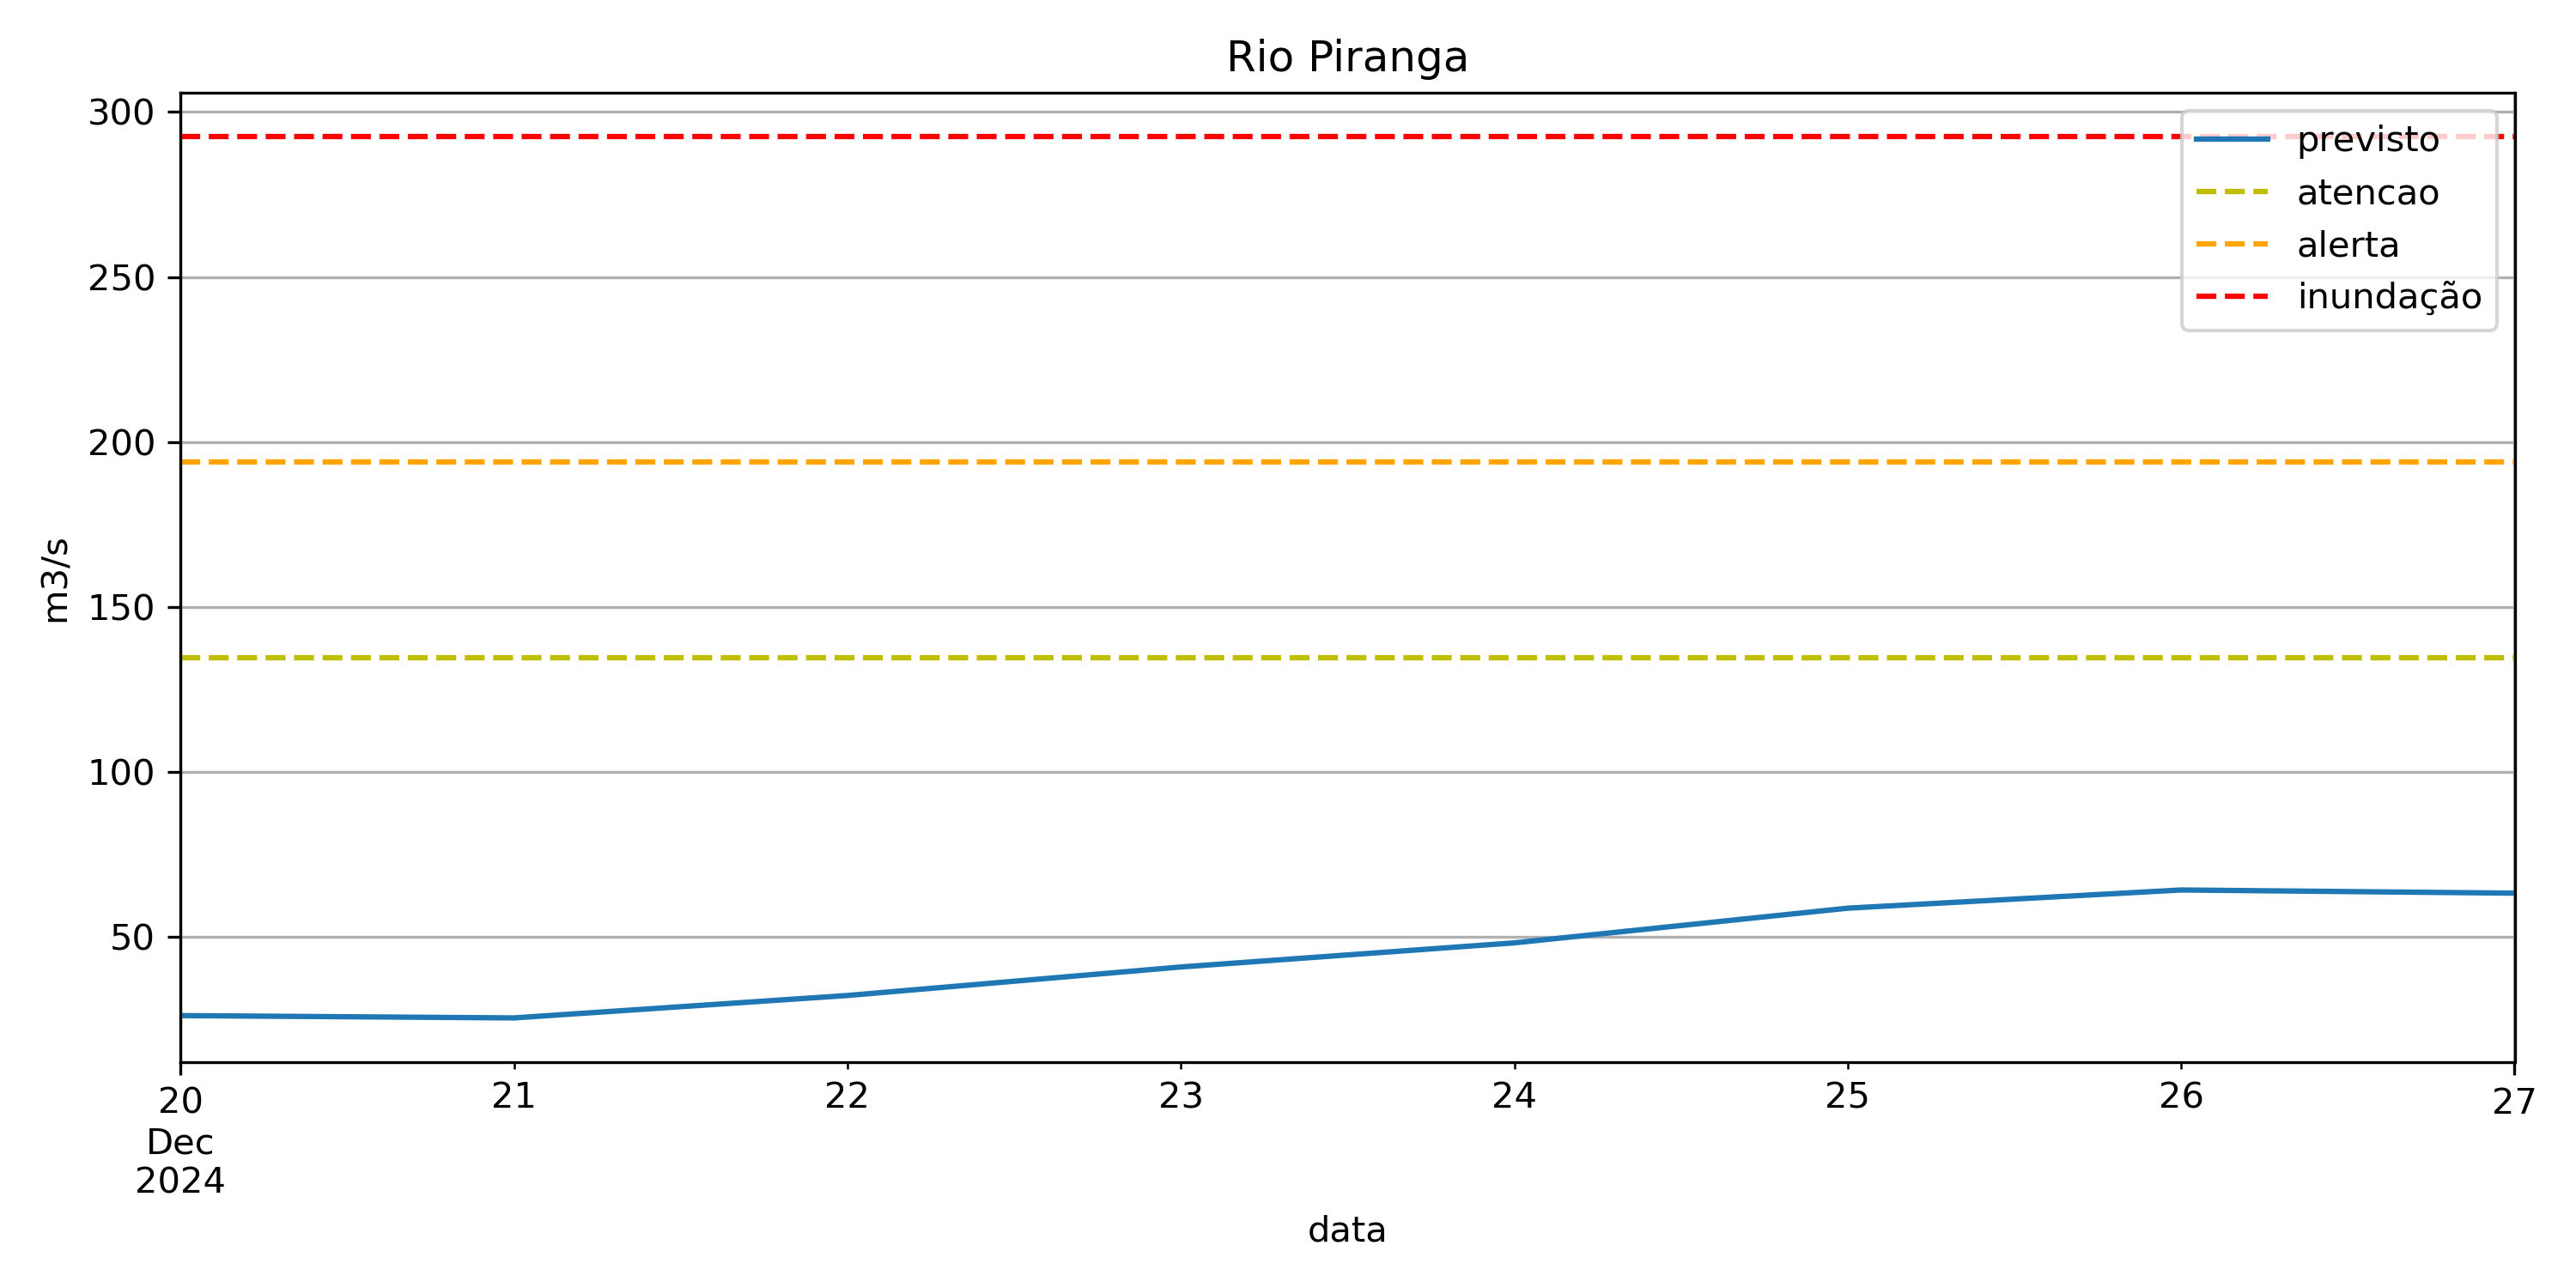 Rio Piranga
300
250
200
150
100
50
m3/s
previsto
atencao
alerta
inundação
20 21 22 23 24 25 26 27
Dec
2024
data